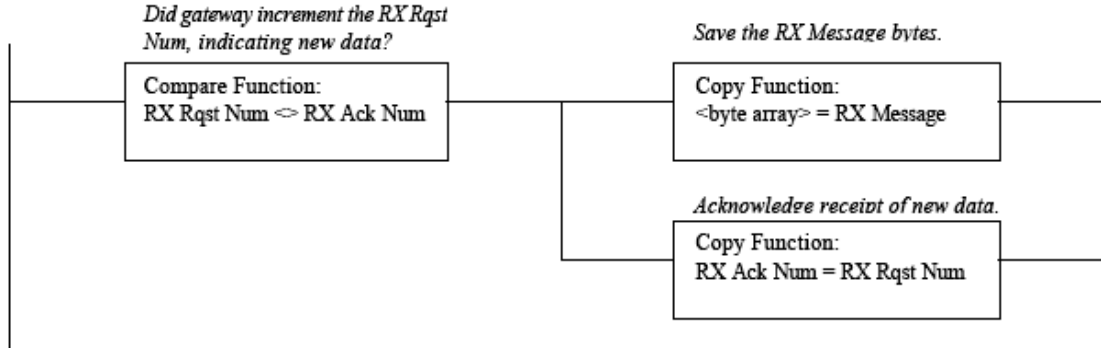 Did gateway increment the RX Rqst
Num, indicating new data?
Compare Function:
RX Rqst Num <> RX Ack Num
Save the RX Message bytes.
Copy Function:
<byte array> = RX Message
Acknowledge receipt of new data.
Copy Function:
RX Ack Num = RX Rqst Num